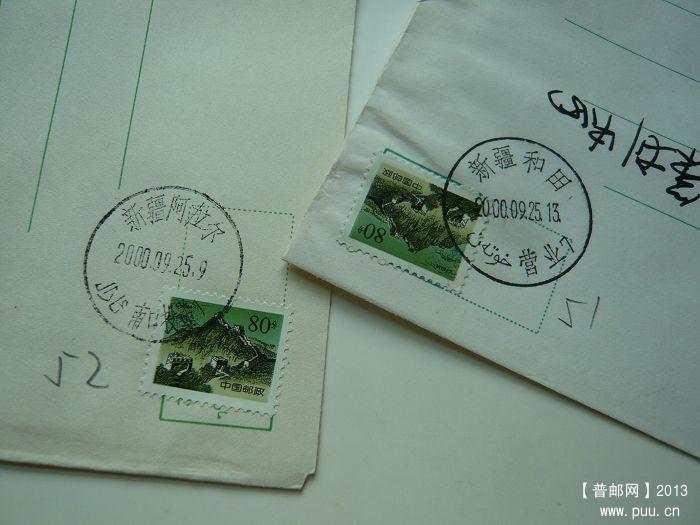 新疆阿拉尔
2000.09.25.9
80分
中国邮政
52
新疆和田
2000.09.25.13
خوتەن
营
80分
中国邮政
51
【普邮网】2013
www.puu.cn